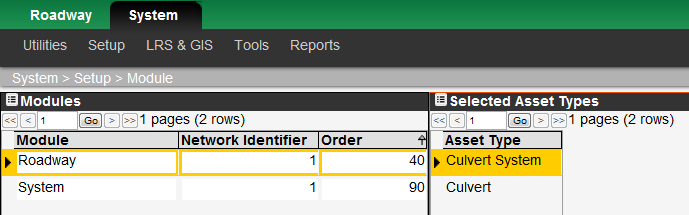 Roadway System
Utilities Setup LRS & GIS Tools Reports
System > Setup > Module
Modules
<< < 1 Go > >> 1 pages (2 rows)
Module Network Identifier Order
Roadway 1 40
System 1 90
Selected Asset Types
<< < 1 Go > >> 1 pages (2 rows)
Asset Type
Culvert System
Culvert